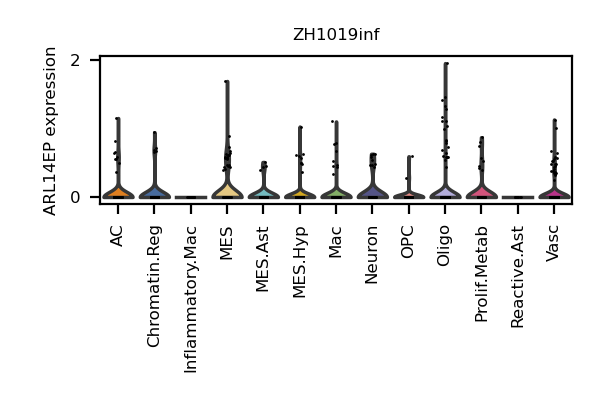 ZH1019inf
ARL14EP expression
2
0
AC
Chromatin.Reg
Inflammatory.Mac
MES
MES.Ast
MES.Hyp
Mac
Neuron
OPC
Oligo
Prolif.Metab
Reactive.Ast
Vasc